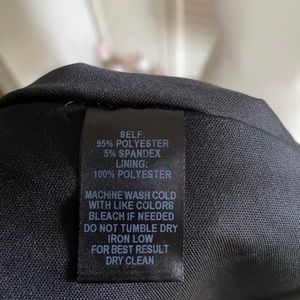 SELF:
95% POLYESTER
5% SPANDEX
LINING:
100% POLYESTER
MACHINE WASH COLD
WITH LIKE COLORS
BLEACH IF NEEDED
DO NOT TUMBLE DRY
IRON LOW
FOR BEST RESULT
DRY CLEAN